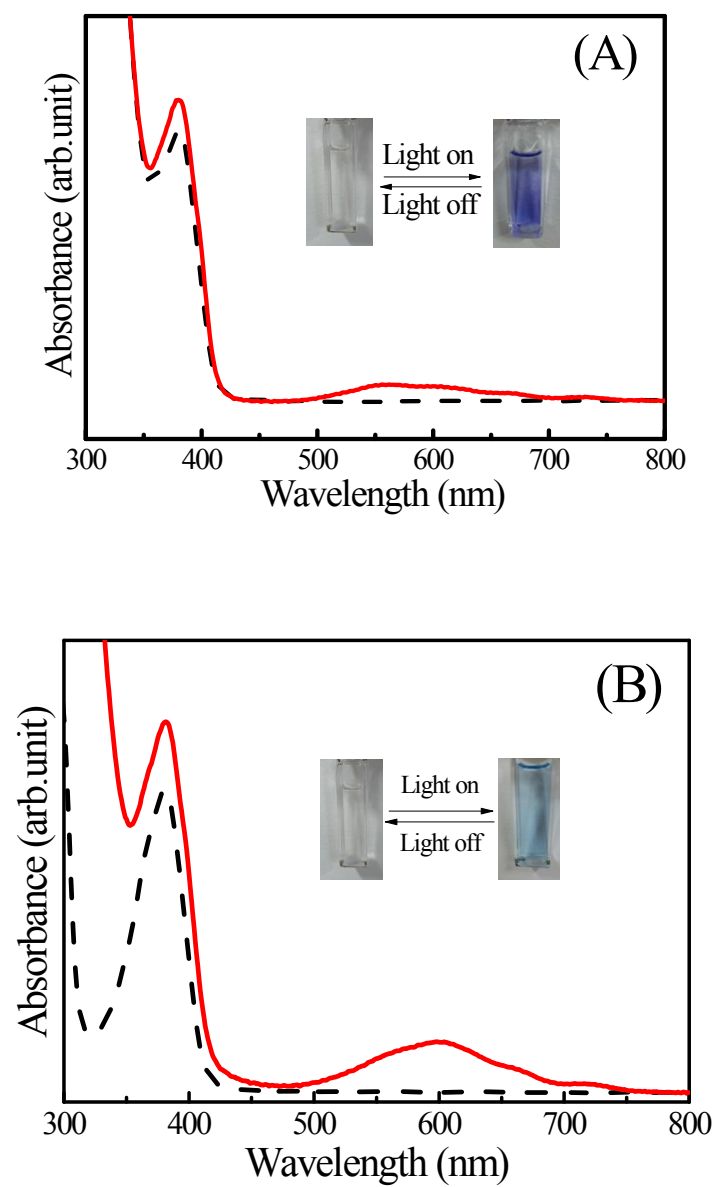 (A)
Light on
Light off
Absorbance (arb.unit)
300 400 500 600 700 800
Wavelength (nm)
(B)
Light on
Light off
Absorbance (arb.unit)
300 400 500 600 700 800
Wavelength (nm)